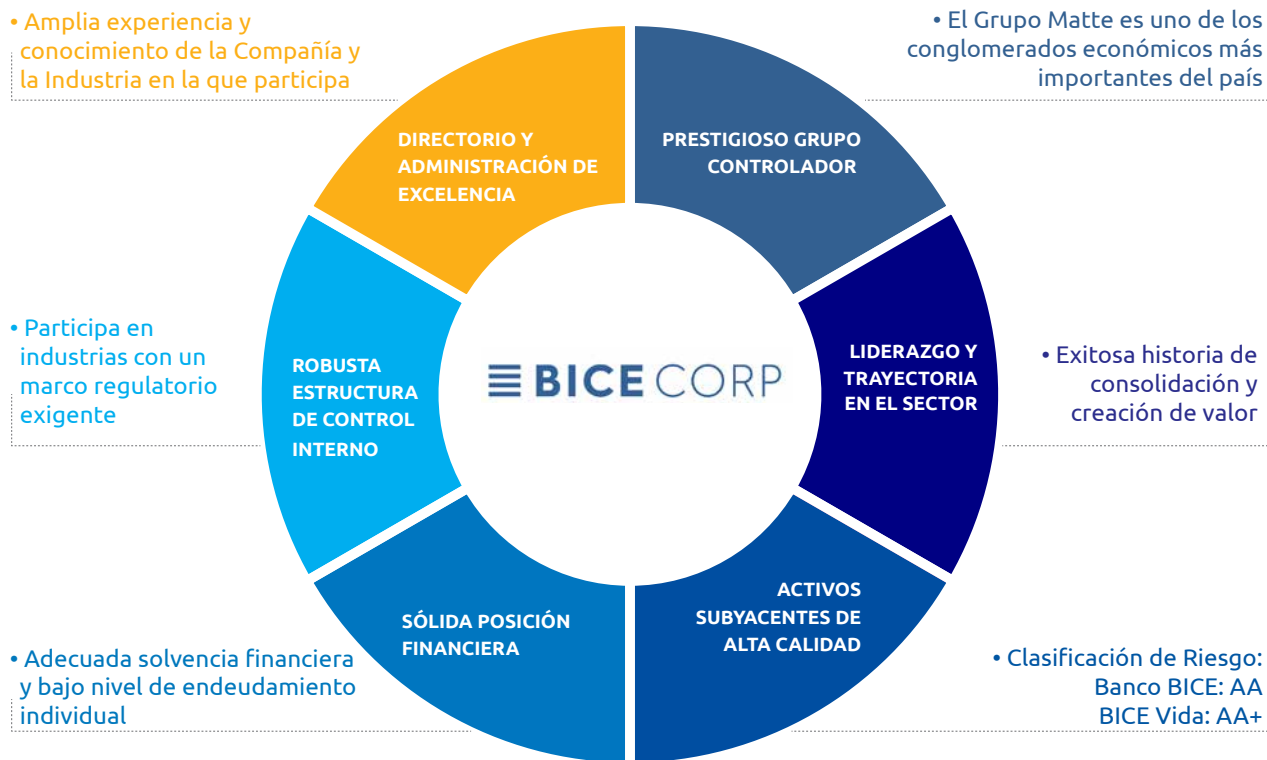 • Amplia experiencia y
conocimiento de la Compañía y
la Industria en la que participa
• El Grupo Matte es uno de los
conglomerados económicos más
importantes del país
DIRECTORIO Y
ADMINISTRACIÓN DE
EXCELENCIA
PRESTIGIOSO GRUPO
CONTROLADOR
• Participa en
industrias con un
marco regulatorio
exigente
ROBUSTA
ESTRUCTURA
DE CONTROL
INTERNO
BICECORP
LIDERAZGO Y
TRAYECTORIA
EN EL SECTOR
• Exitosa historia de
consolidación y
creación de valor
SÓLIDA POSICIÓN
FINANCIERA
ACTIVOS
SUBYACENTES DE
ALTA CALIDAD
• Adecuada solvencia financiera
y bajo nivel de endeudamiento
individual
• Clasificación de Riesgo:
Banco BICE: AA
BICE Vida: AA+